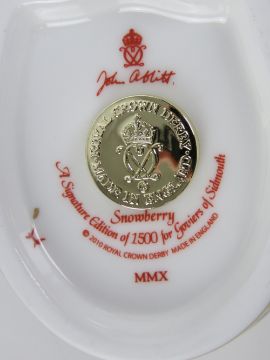 John Ablitt.
ROYAL CROWN DERBY
MADE IN ENGLAND
Snowberry
A Signature Edition of 1500 for Goviers of Sidmouth
© 2010 ROYAL CROWN DERBY MADE IN ENGLAND
MMX